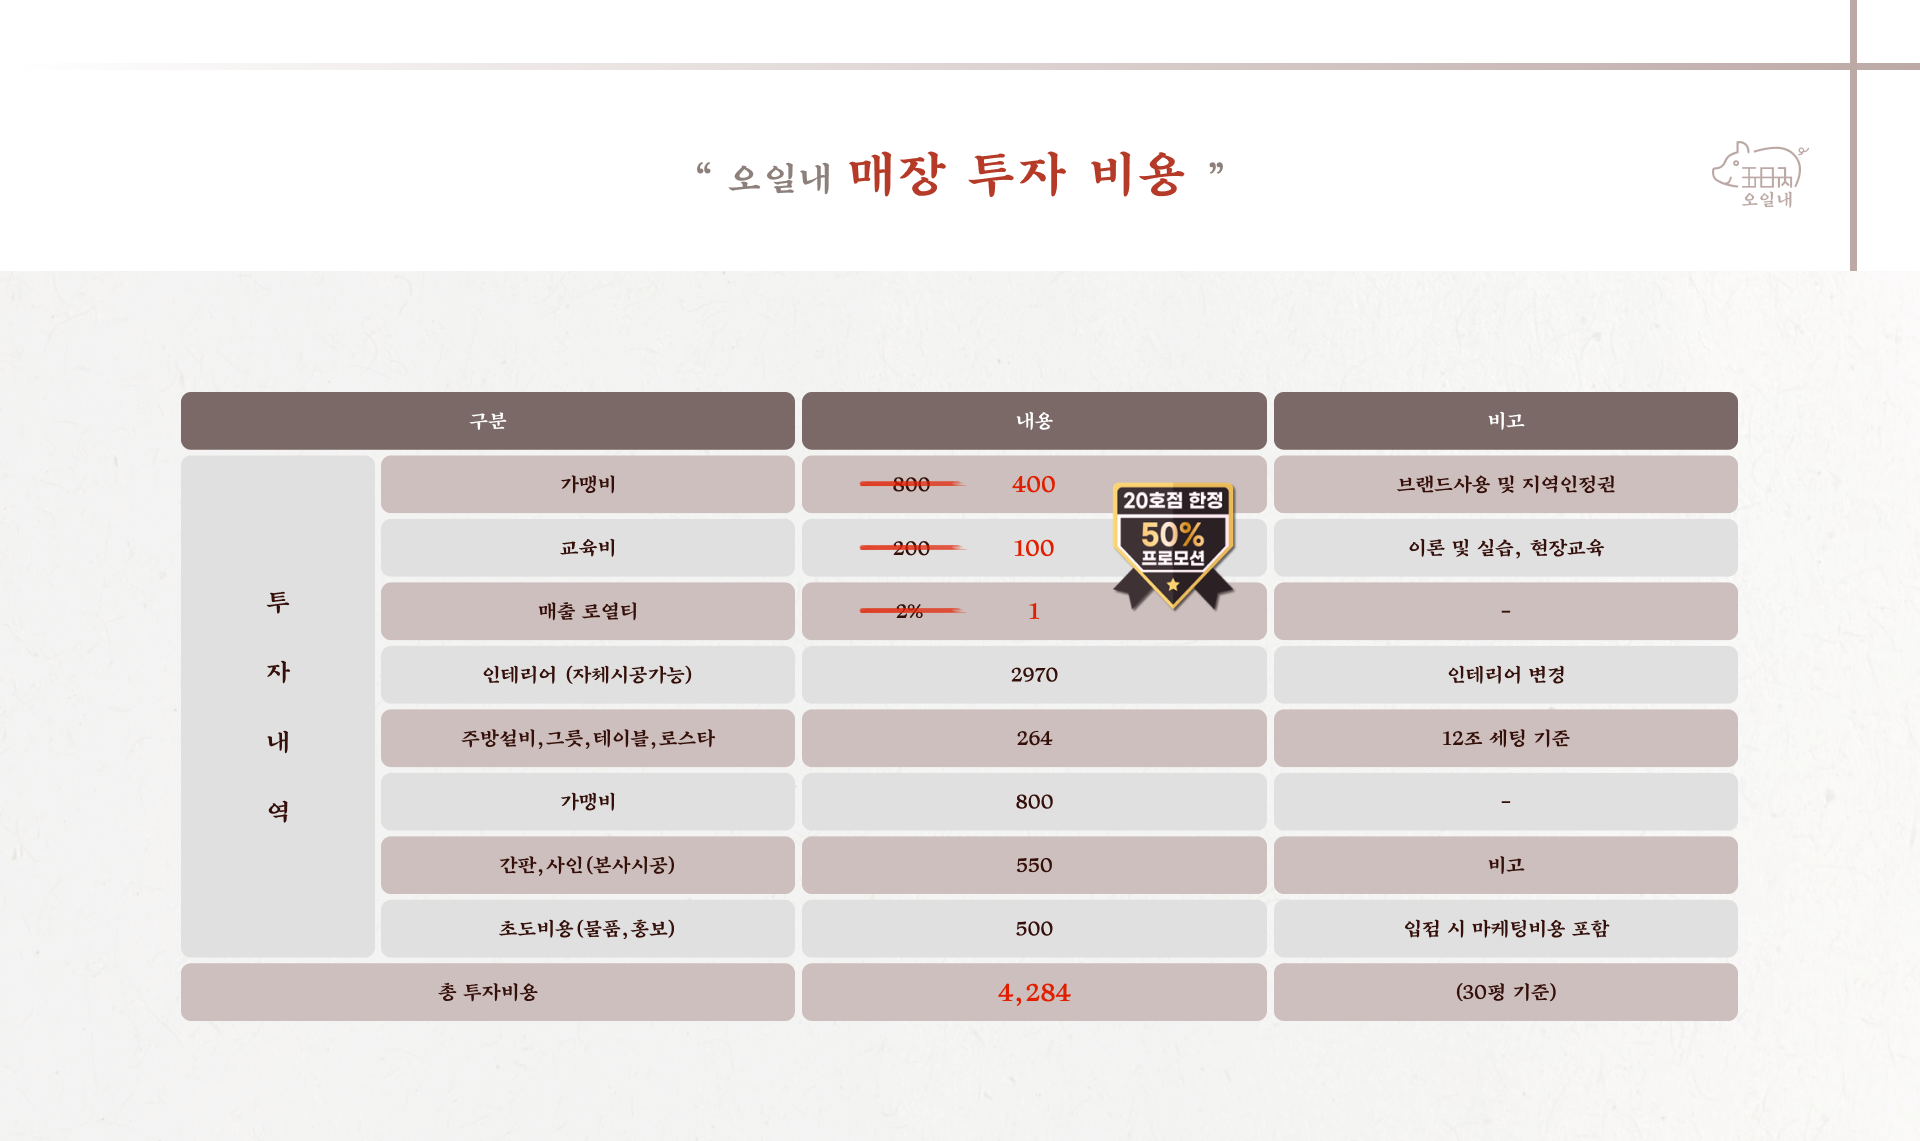 “ 오일내 매장 투자 비용 ”
오일내
구분 내용 비고
투자내역
가맹비 800 400 브랜드사용 및 지역인정권
20호점 한정
50%
프로모션
교육비 200 100 이론 및 실습, 현장교육
매출 로열티 2% 1 -
인테리어 (자체시공가능) 2970 인테리어 변경
주방설비,그릇,테이블,로스타 264 12조 세팅 기준
가맹비 800 -
간판,사인(본사시공) 550 비고
초도비용(물품,홍보) 500 입점 시 마케팅비용 포함
총 투자비용 4,284 (30평 기준)